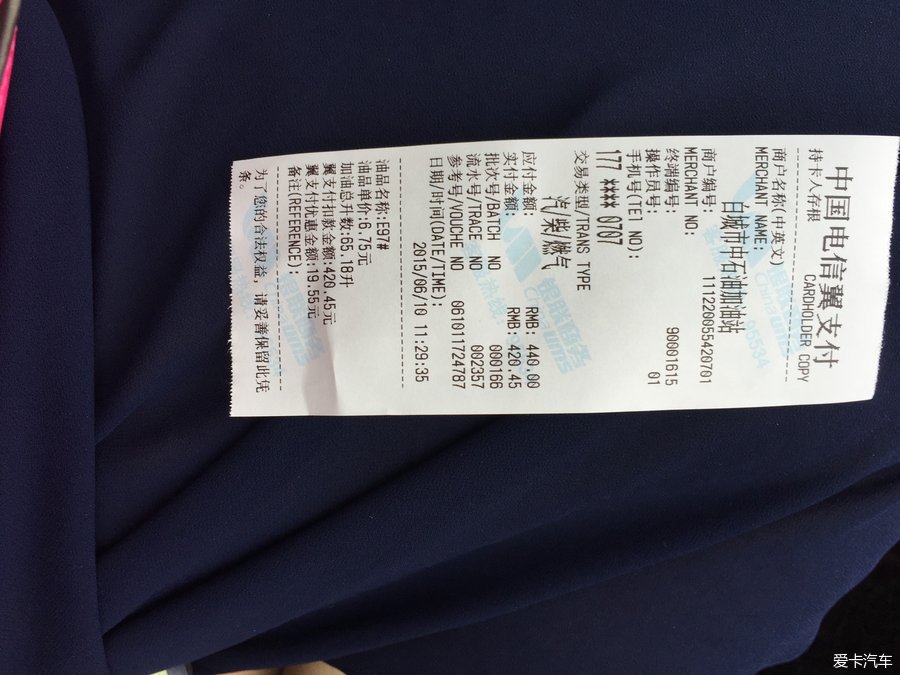 中国电信翼支付
持卡人存根 CARDHOLDER COPY
商户名称(中英文)
MERCHANT NAME:
白城市中石油加油站
商户编号: 111220054420701
MERCHANT NO:
终端编号: 90001615
操作员号: 01
手机号(TEl NO):
177 **** 0707
交易类型/TRANS TYPE
汽/柴/燃气
应付金额: RMB: 440.00
实付金额: RMB: 420.45
批次号/BATCH NO 000166
流水号/TRACE NO 002357
参考号/VOUCHE NO 061011724787
日期/时间(DATE/TIME):
2015/06/10 11:29:35
油品名称:E97#
油品单价:6.75元
加油总升数:65.18升
翼支付扣款金额:420.45元
翼支付优惠金额:19.55元
备注(REFERENCE):
为了您的合法权益，请妥善保留此凭
条。
爱卡汽车